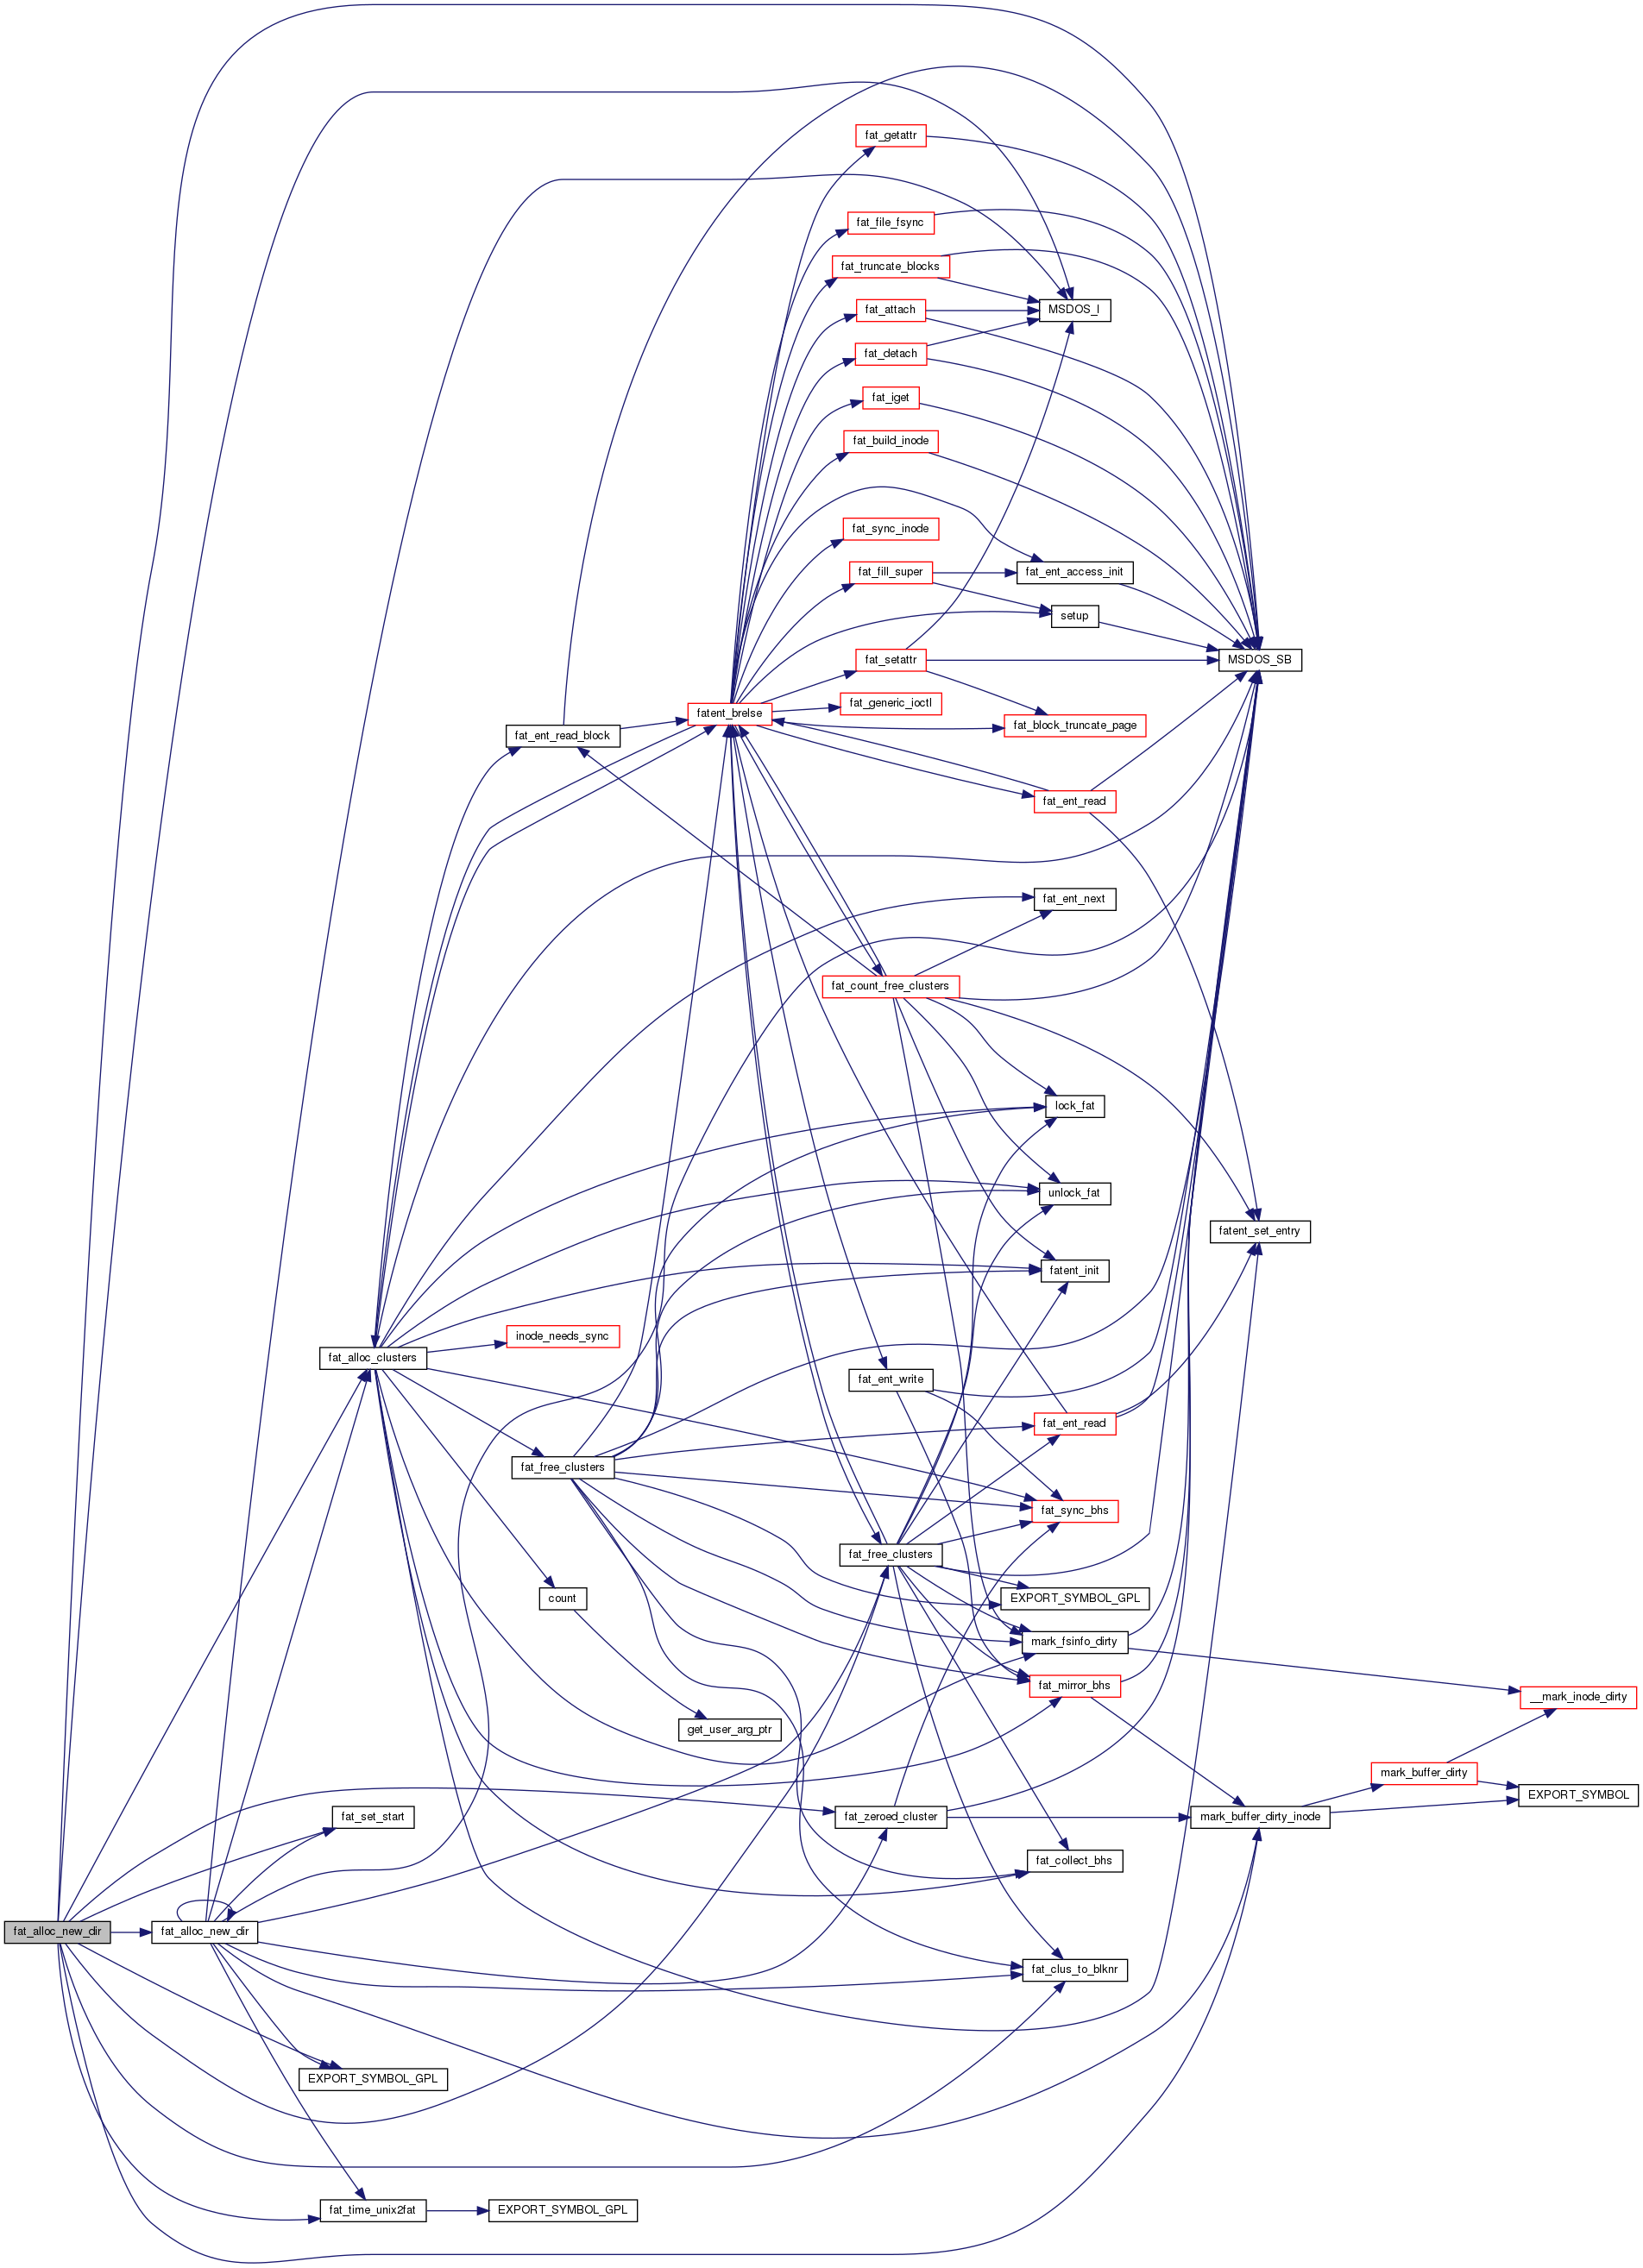 fat_getattr
fat_file_fsync
fat_truncate_blocks
fat_attach
MSDOS_I
fat_detach
fat_iget
fat_build_inode
fat_sync_inode
fat_fill_super
fat_ent_access_init
setup
fat_setattr
MSDOS_SB
fat_generic_ioctl
fatent_brelse
fat_block_truncate_page
fat_ent_read_block
fat_ent_read
fat_ent_next
fat_count_free_clusters
lock_fat
unlock_fat
fatent_set_entry
fatent_init
inode_needs_sync
fat_alloc_clusters
fat_ent_write
fat_ent_read
fat_free_clusters
fat_sync_bhs
fat_free_clusters
count
EXPORT_SYMBOL_GPL
mark_fsinfo_dirty
fat_mirror_bhs
__mark_inode_dirty
get_user_arg_ptr
mark_buffer_dirty
EXPORT_SYMBOL
fat_set_start
fat_zeroed_cluster
mark_buffer_dirty_inode
fat_collect_bhs
fat_alloc_new_dir
fat_alloc_new_dir
fat_clus_to_blknr
EXPORT_SYMBOL_GPL
fat_time_unix2fat
EXPORT_SYMBOL_GPL